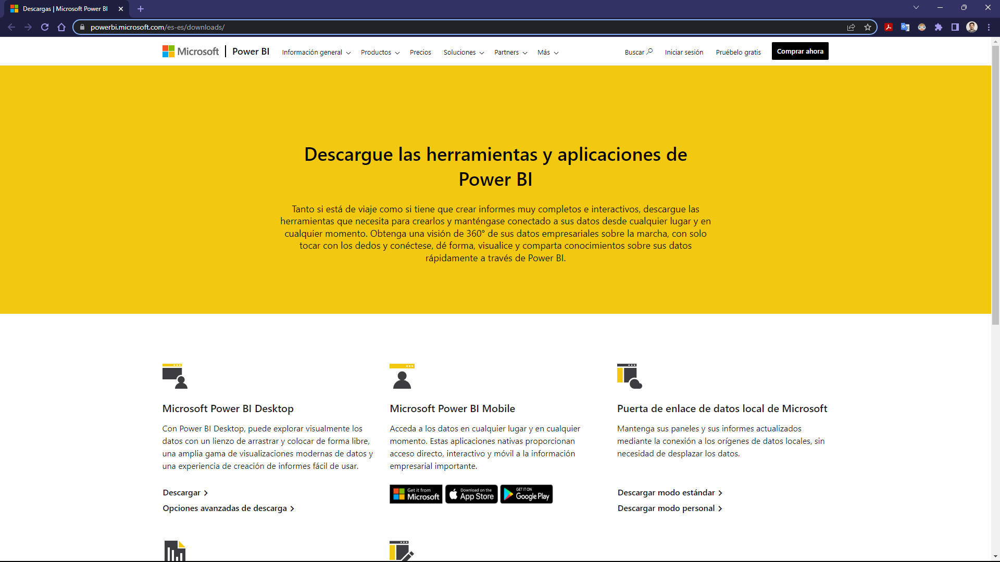 Descargas | Microsoft Power BI
powerbi.microsoft.com/es-es/downloads/
Microsoft Power BI Información general Productos Precios Soluciones Partners Más Buscar Iniciar sesión Pruébelo gratis Comprar ahora
Descargue las herramientas y aplicaciones de
Power BI
Tanto si está de viaje como si tiene que crear informes muy completos e interactivos, descargue las
herramientas que necesita para crearlos y manténgase conectado a sus datos desde cualquier lugar y en
cualquier momento. Obtenga una visión de 360° de sus datos empresariales sobre la marcha, con solo
tocar con los dedos y conéctese, dé forma, visualice y comparta conocimientos sobre sus datos
rápidamente a través de Power BI.
Microsoft Power BI Desktop
Con Power BI Desktop, puede explorar visualmente los
datos con un lienzo de arrastrar y colocar de forma libre,
una amplia gama de visualizaciones modernas de datos y
una experiencia de creación de informes fácil de usar.
Descargar
Opciones avanzadas de descarga
Microsoft Power BI Mobile
Acceda a los datos en cualquier lugar y en cualquier
momento. Estas aplicaciones nativas proporcionan
acceso directo, interactivo y móvil a la información
empresarial importante.
Get it from
Microsoft
Download on the
App Store
GET IT ON
Google Play
Puerta de enlace de datos local de Microsoft
Mantenga sus paneles y sus informes actualizados
mediante la conexión a los orígenes de datos locales, sin
necesidad de desplazar los datos.
Descargar modo estándar
Descargar modo personal